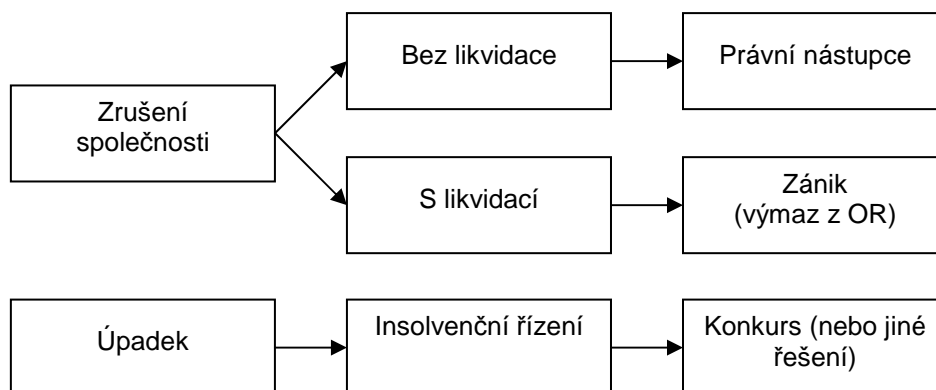 Bez likvidace
Právní nástupce
Zrušení
společnosti
S likvidací
Zánik
(výmaz z OR)
Úpadek
Insolvenční řízení
Konkurs (nebo jiné
řešení)